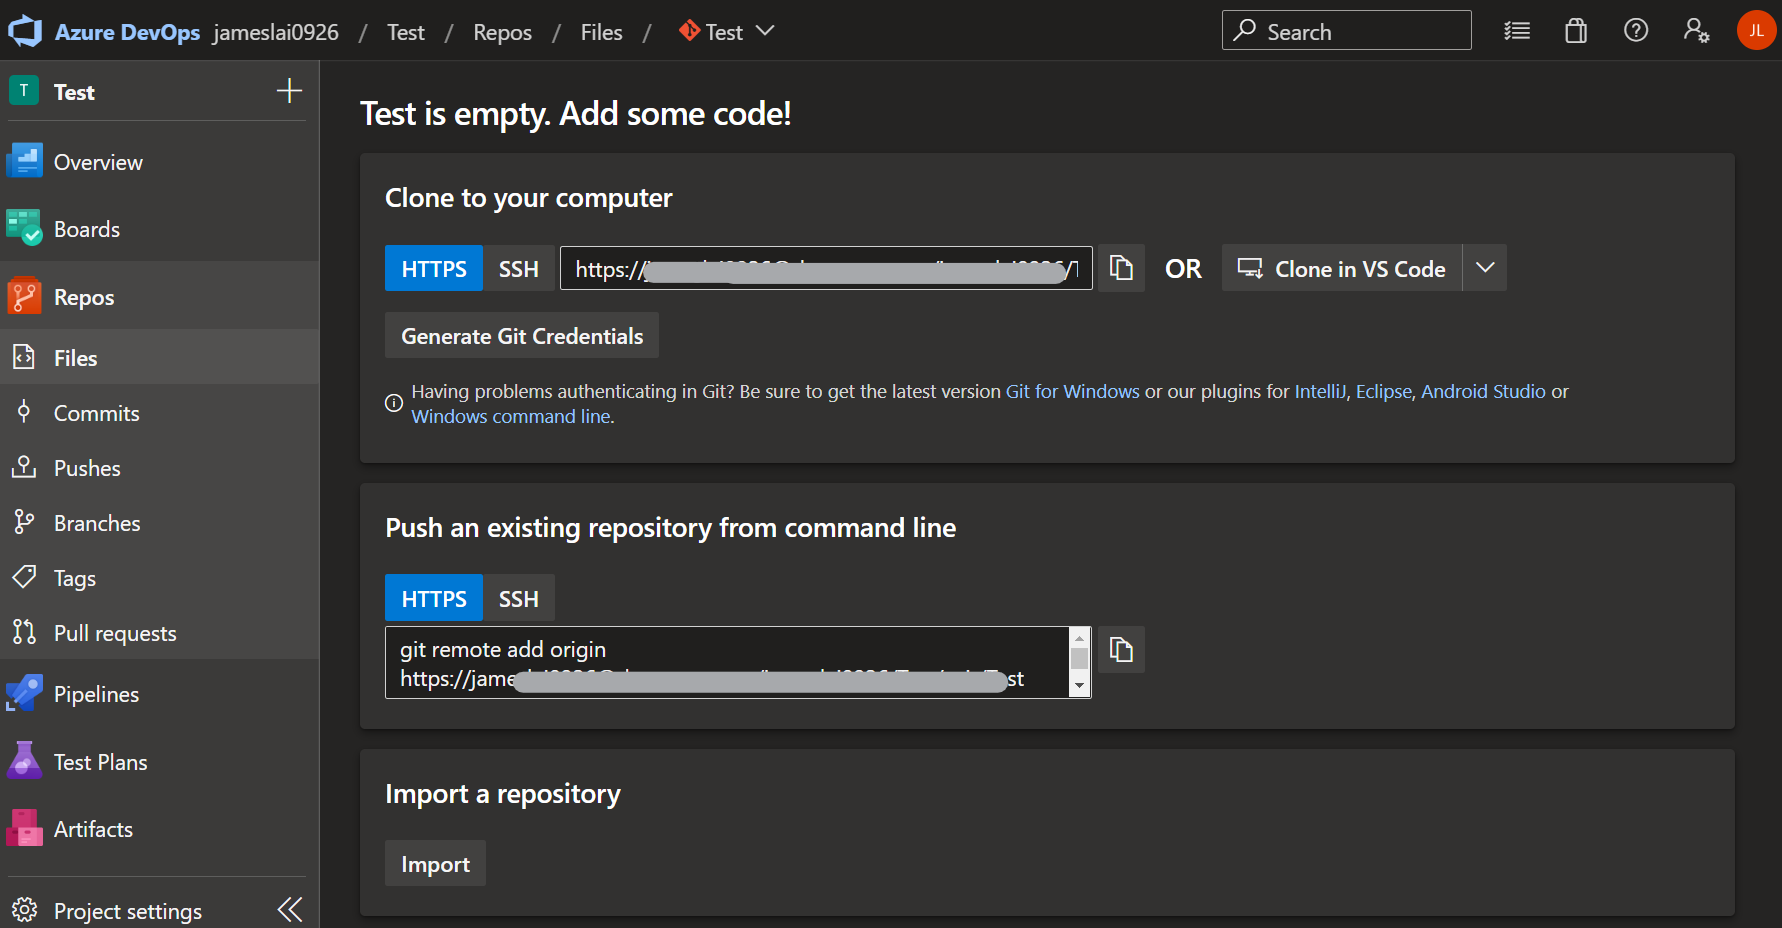 Azure DevOps jameslai0926 / Test / Repos / Files / Test
Search
JL
T Test
Overview
Boards
Repos
Files
Commits
Pushes
Branches
Tags
Pull requests
Pipelines
Test Plans
Artifacts
Project settings
Test is empty. Add some code!
Clone to your computer
HTTPS SSH https://
OR Clone in VS Code
Generate Git Credentials
Having problems authenticating in Git? Be sure to get the latest version Git for Windows or our plugins for IntelliJ, Eclipse, Android Studio or
Windows command line.
Push an existing repository from command line
HTTPS SSH
git remote add origin
https://jame st
Import a repository
Import